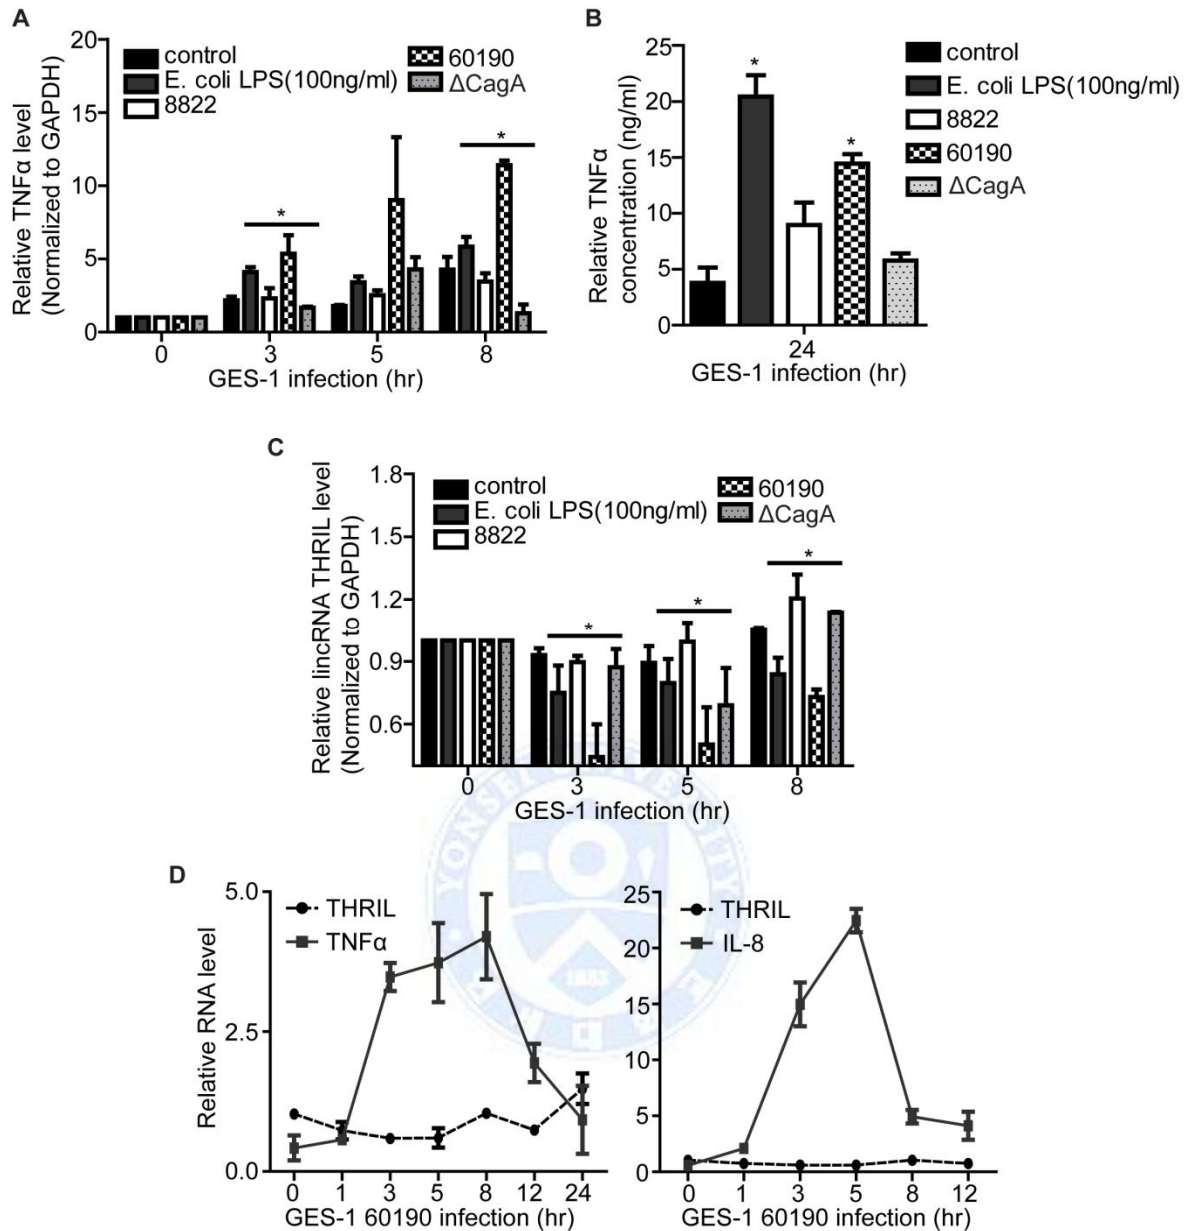 A
Relative TNFα level
(Normalized to GAPDH)
20
15
10
5
0
control
E. coli LPS(100ng/ml)
8822
60190
ΔCagA
*
*
0 3 5 8
GES-1 infection (hr)
B
Relative TNFα
concentration (ng/ml)
25
20
15
10
5
0
*
*
control
E. coli LPS(100ng/ml)
8822
60190
ΔCagA
24
GES-1 infection (hr)
C
Relative lincRNA THRIL level
(Normalized to GAPDH)
1.8
1.5
1.2
0.9
0.6
control
E. coli LPS(100ng/ml)
8822
60190
ΔCagA
*
*
*
0 3 5 8
GES-1 infection (hr)
YONSEI UNIVERSITY
1885
D
Relative RNA level
5.0
2.5
0.0
THRIL
TNFα
0 1 3 5 8 12 24
GES-1 60190 infection (hr)
25
20
15
10
5
0
THRIL
IL-8
0 1 3 5 8 12
GES-1 60190 infection (hr)